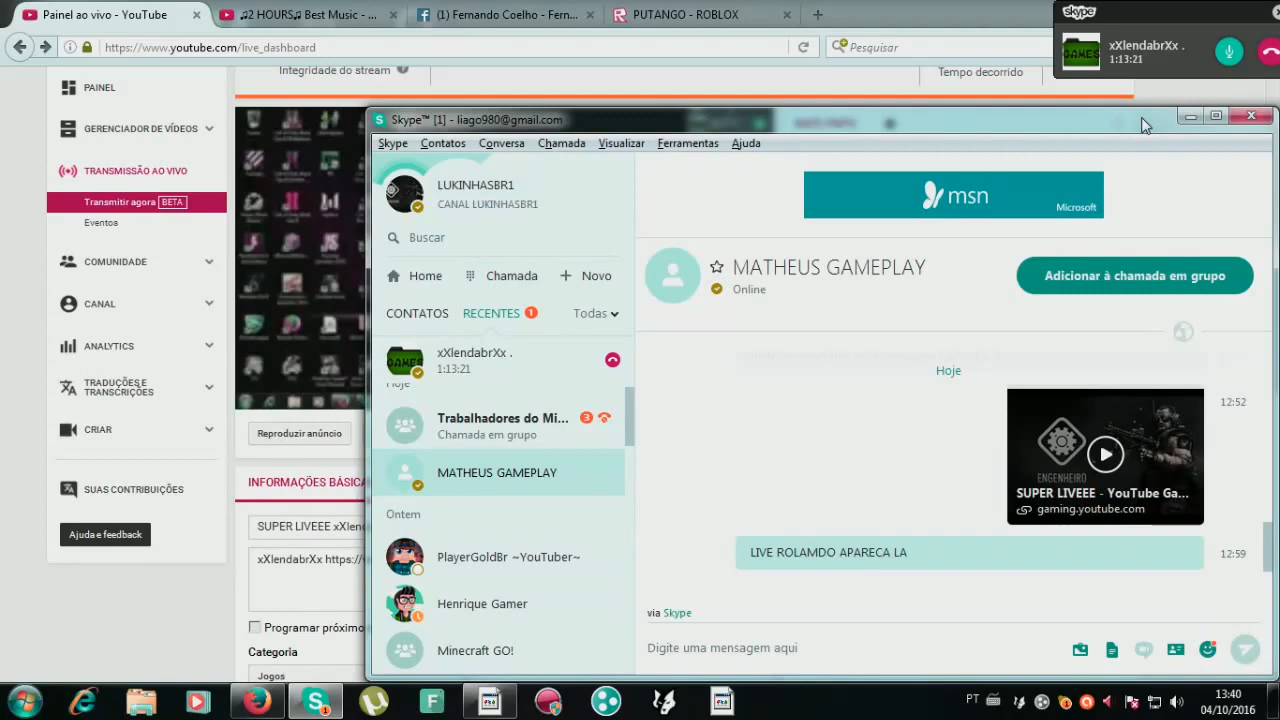 Painel ao vivo - YouTube
♫2 HOURS♫ Best Music - ...
(1) Fernando Coelho - Fern...
PUTANGO - ROBLOX
https://www.youtube.com/live_dashboard
Pesquisar
skype
xXlendabrXx .
1:13:21
Integridade do stream
Tempo decorrido
PAINEL
GERENCIADOR DE VÍDEOS
TRANSMISSÃO AO VIVO
Transmitir agora BETA
Eventos
COMUNIDADE
CANAL
ANALYTICS
TRADUÇÕES E
TRANSCRIÇÕES
CRIAR
SUAS CONTRIBUIÇÕES
Ajuda e feedback
Reproduzir anúncio
INFORMAÇÕES BÁSICA
SUPER LIVEEE xXlend
xXlendabrXx https://
Programar próximo
Categoria
Jogos
Skype™ [1] - liago980@gmail.com
Skype Contatos Conversa Chamada Visualizar Ferramentas Ajuda
LUKINHASBR1
CANAL LUKINHASBR1
Buscar
Home Chamada Novo
CONTATOS RECENTES 1 Todas
xXlendabrXx .
1:13:21
Hoje
Trabalhadores do Mi... 3
Chamada em grupo
MATHEUS GAMEPLAY
Ontem
PlayerGoldBr ~YouTuber~
Henrique Gamer
Minecraft GO!
msn
Microsoft
MATHEUS GAMEPLAY
Online
Adicionar à chamada em grupo
Hoje
12:52
ENGENHEIRO
SUPER LIVEEE - YouTube Ga...
gaming.youtube.com
LIVE ROLAMDO APARECA LA
12:59
via Skype
Digite uma mensagem aqui
PT
13:40
04/10/2016